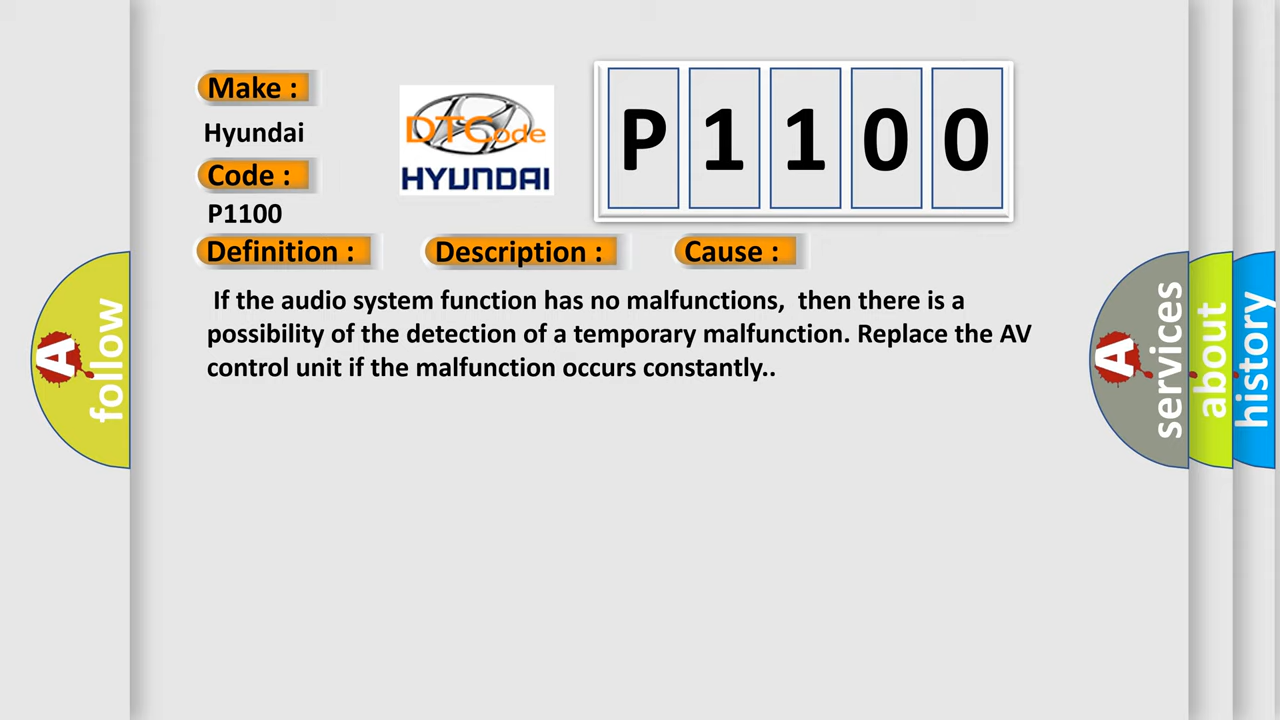 Make :
Hyundai
Code :
P1100
DTCode
HYUNDAI
P 1 1 0 0
Definition :
Description :
Cause :
If the audio system function has no malfunctions,  then there is a
possibility of the detection of a temporary malfunction. Replace the AV
control unit if the malfunction occurs constantly..
A
follow
A
services
about
history